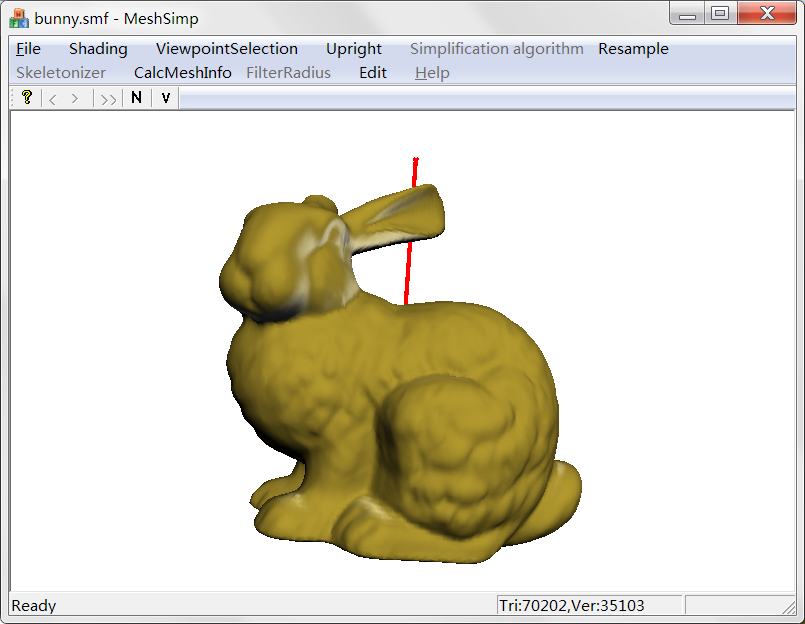 bunny.smf - MeshSimp
File Shading ViewpointSelection Upright Simplification algorithm Resample
Skeletonizer CalcMeshInfo FilterRadius Edit Help
? < > >> N V
Ready Tri:70202,Ver:35103